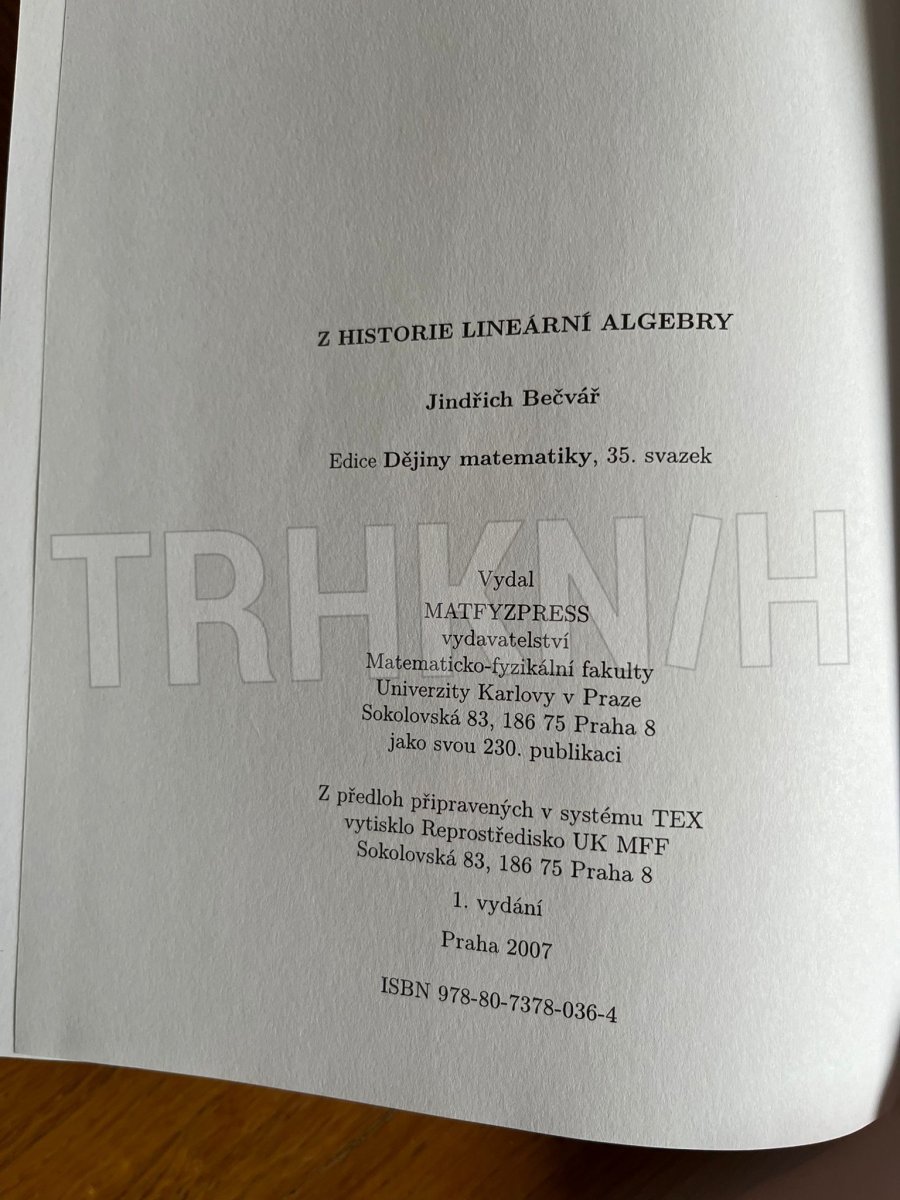 Z HISTORIE LINEÁRNÍ ALGEBRY
Jindřich Bečvář
Edice Dějiny matematiky, 35. svazek
TRHKNIH
Vydal
MATFYZPRESS
vydavatelství
Matematicko-fyzikální fakulty
Univerzity Karlovy v Praze
Sokolovská 83, 186 75 Praha 8
jako svou 230. publikaci
Z předloh připravených v systému TEX
vytisklo Reprostředisko UK MFF
Sokolovská 83, 186 75 Praha 8
1. vydání
Praha 2007
ISBN 978-80-7378-036-4